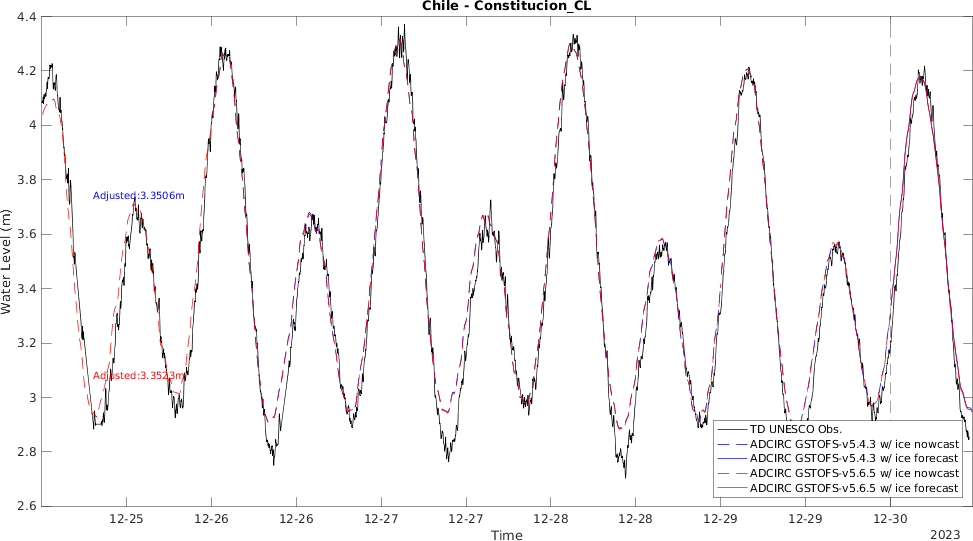 Chile - Constitucion_CL
4.4
4.2
4
3.8
3.6
3.4
3.2
3
2.8
2.6
Water Level (m)
Adjusted:3.3506m
Adjusted:3.3523m
TD UNESCO Obs.
ADCIRC GSTOFS-v5.4.3 w/ ice nowcast
ADCIRC GSTOFS-v5.4.3 w/ ice forecast
ADCIRC GSTOFS-v5.6.5 w/ ice nowcast
ADCIRC GSTOFS-v5.6.5 w/ ice forecast
12-25 12-26 12-26 12-27 12-27 12-28 12-28 12-29 12-29 12-30
Time
2023